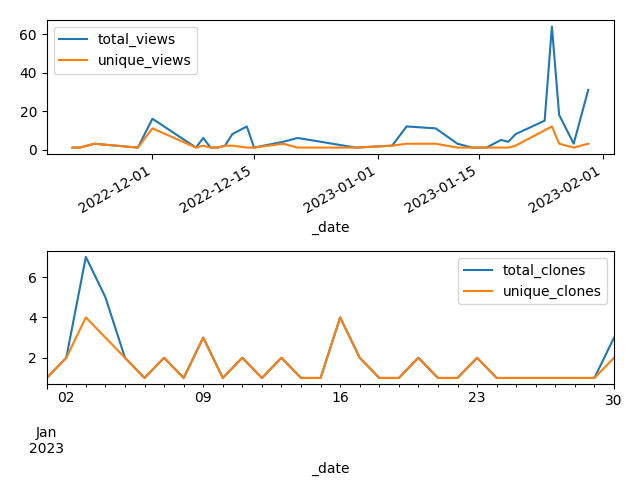 total_views
unique_views
60
40
20
0
2022-12-01
2022-12-15
2023-01-01
2023-01-15
2023-02-01
_date
total_clones
unique_clones
6
4
2
02
09
16
23
30
Jan
2023
_date